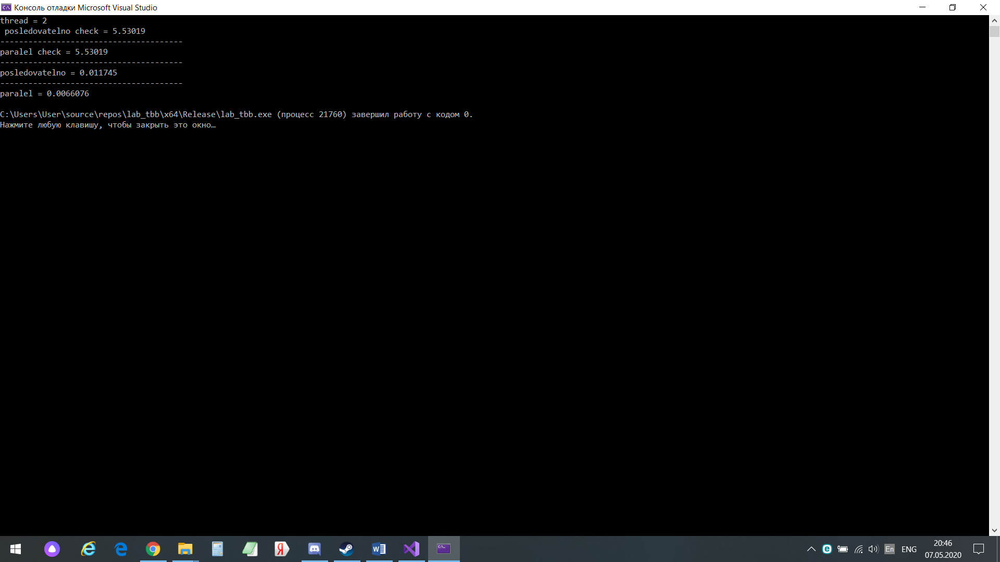 Консоль отладки Microsoft Visual Studio
thread = 2
posledovatelno check = 5.53019
---------------------------------------
paralel check = 5.53019
---------------------------------------
posledovatelno = 0.011745
---------------------------------------
paralel = 0.0066076
C:\Users\User\source\repos\lab_tbb\x64\Release\lab_tbb.exe (процесс 21760) завершил работу с кодом 0.
Нажмите любую клавишу, чтобы закрыть это окно…
En ENG
20:46
07.05.2020